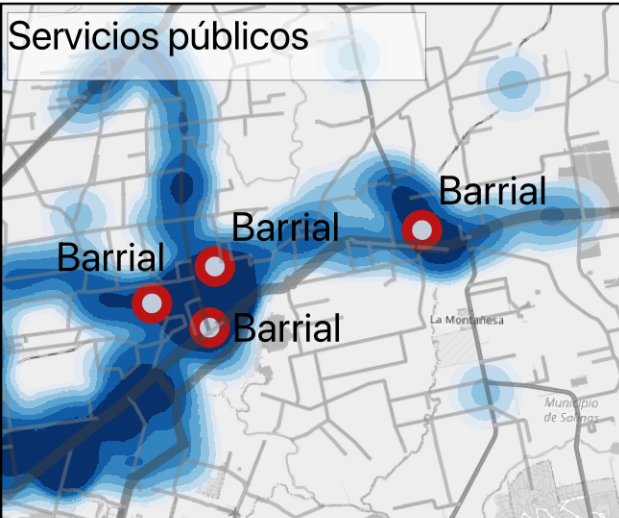 Servicios públicos
Barrial
Barrial
Barrial
Barrial
La Montañesa
Municipio
de Salinas